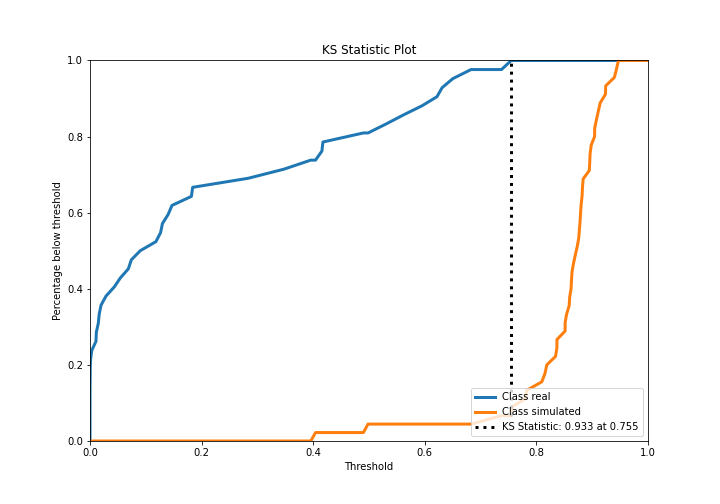 KS Statistic Plot
1.0
0.8
0.6
0.4
0.2
0.0
Percentage below threshold
0.0 0.2 0.4 0.6 0.8 1.0
Threshold
Class real
Class simulated
KS Statistic: 0.933 at 0.755